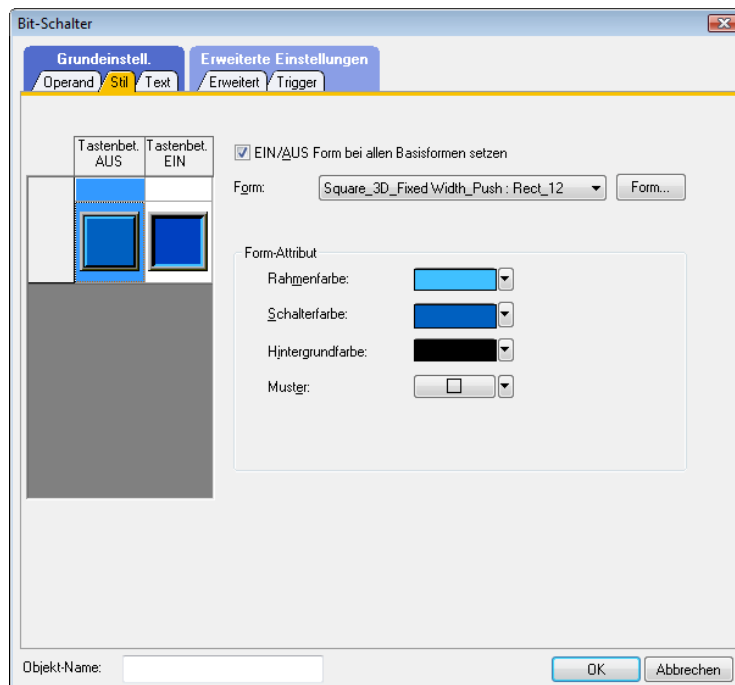 Bit-Schalter
Grundeinstell. Erweiterte Einstellungen
Operand Stil Text Erweitert Trigger
Tastenbet. AUS Tastenbet. EIN
EIN/AUS Form bei allen Basisformen setzen
Form: Square_3D_Fixed Width_Push : Rect_12 Form...
Form-Attribut
Rahmenfarbe:
Schalterfarbe:
Hintergrundfarbe:
Muster:
Objekt-Name: OK Abbrechen